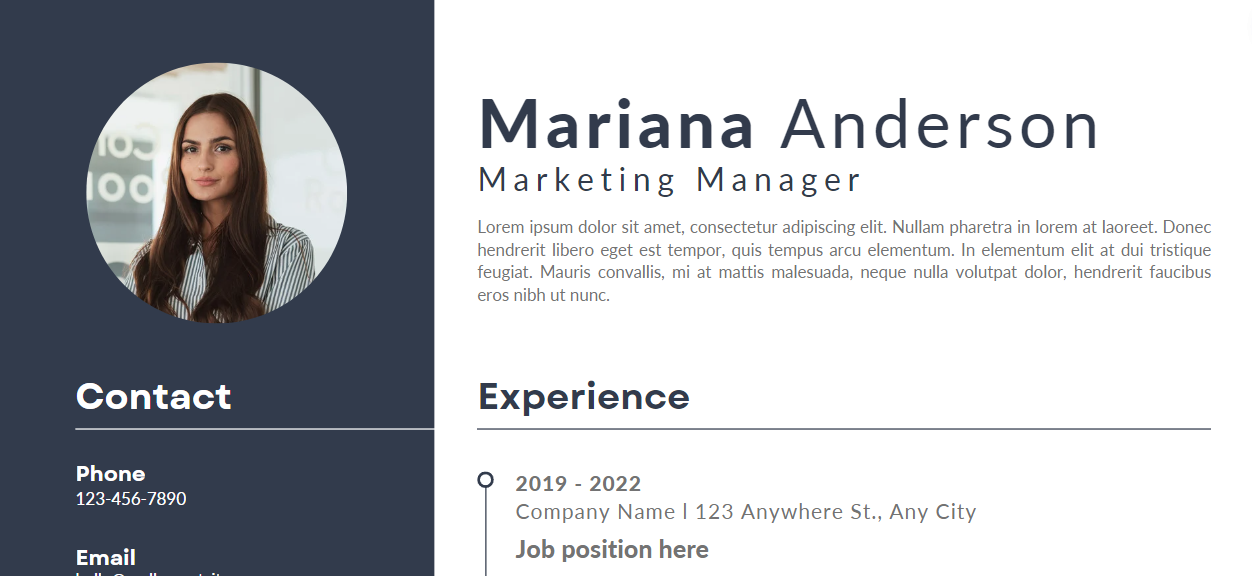 Mariana Anderson
Marketing Manager
Lorem ipsum dolor sit amet, consectetur adipiscing elit. Nullam pharetra in lorem at laoreet. Donec
hendrerit libero eget est tempor, quis tempus arcu elementum. In elementum elit at dui tristique
feugiat. Mauris convallis, mi at mattis malesuada, neque nulla volutpat dolor, hendrerit faucibus
eros nibh ut nunc.
Contact
Phone
123-456-7890
Email
Experience
2019 - 2022
Company Name l 123 Anywhere St., Any City
Job position here